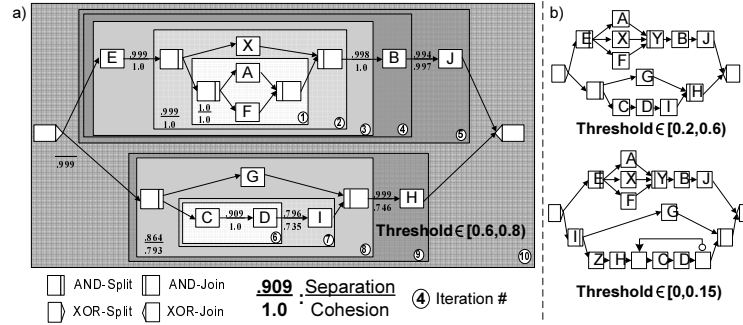 a)
b)
E
.999
1.0
X
A
F
.998
1.0
B
.994
.997
J
.999
1.0
1.0
1.0
1
2
3
4
5
.999
G
C
.909
1.0
D
.796
.735
I
.999
.746
H
.864
.793
6
7
8
9
10
Threshold∈[0.6,0.8)
AND-Split
AND-Join
XOR-Split
XOR-Join
.909
1.0
:
Separation
Cohesion
4 Iteration #
A
E X Y B J
F
G
H
C D I
Threshold∈[0.2,0.6)
A
E X Y B J
F
G
I
Z H C D
Threshold∈[0,0.15)